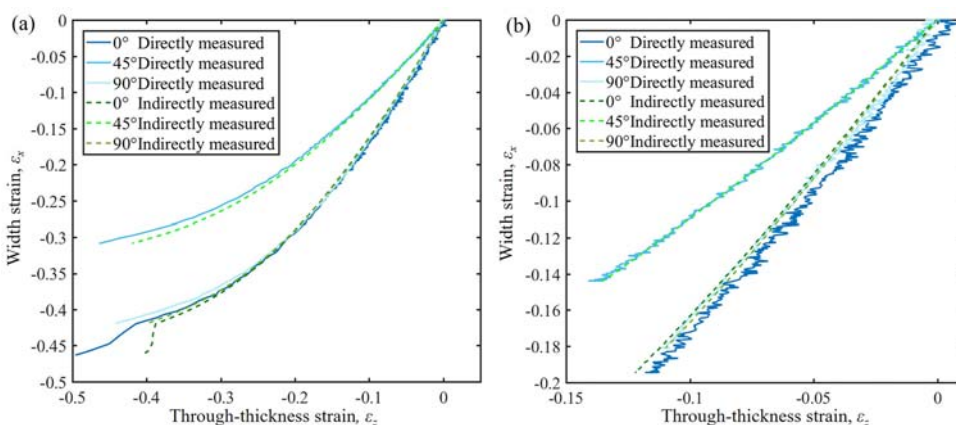 (a)
0
-0.05
-0.1
-0.15
-0.2
-0.25
-0.3
-0.35
-0.4
-0.45
-0.5
Width strain, εx
0° Directly measured
45°Directly measured
90°Directly measured
0° Indirectly measured
45°Indirectly measured
90°Indirectly measured
-0.5 -0.4 -0.3 -0.2 -0.1 0
Through-thickness strain, εz
(b)
0
-0.02
-0.04
-0.06
-0.08
-0.1
-0.12
-0.14
-0.16
-0.18
-0.2
Width strain, εx
0° Directly measured
45°Directly measured
90°Directly measured
0° Indirectly measured
45°Indirectly measured
90°Indirectly measured
-0.15 -0.1 -0.05 0
Through-thickness strain, εz